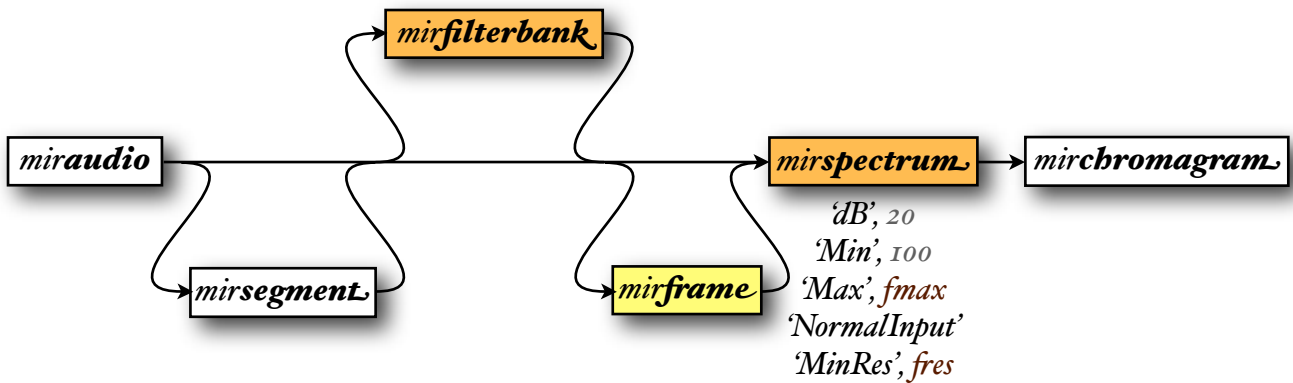 mirfilterbank
miraudio
mirspectrum
mirchromagram
mirsegment
mirframe
‘dB’, 20
‘Min’, 100
‘Max’, fmax
‘NormalInput’
‘MinRes’, fres